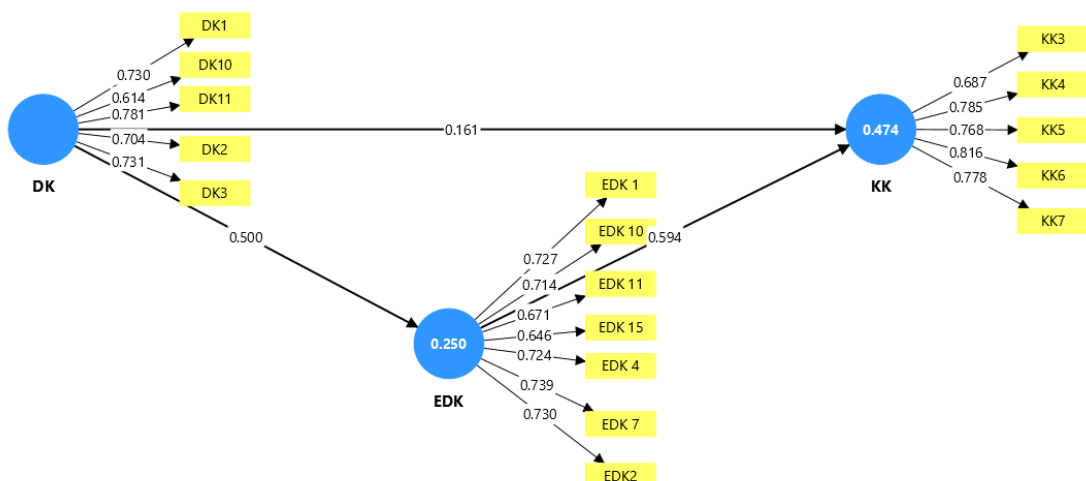 DK1
0.730
DK10
0.614
DK11
0.781
0.704
DK2
0.731
DK3
DK
0.161
0.500
0.474
KK
KK3
0.687
KK4
0.785
KK5
0.768
KK6
0.816
KK7
0.778
0.594
EDK 1
0.727
EDK 10
0.714
EDK 11
0.671
EDK 15
0.646
EDK 4
0.724
EDK 7
0.739
EDK2
0.730
0.250
EDK